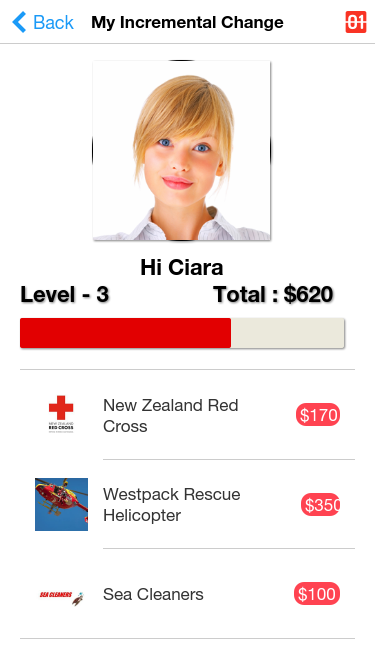 Back
My Incremental Change
01
Hi Ciara
Level - 3
Total : $620
NEW ZEALAND
RED CROSS
New Zealand Red
Cross
$170
Westpack Rescue
Helicopter
$350
SEA CLEANERS
Sea Cleaners
$100